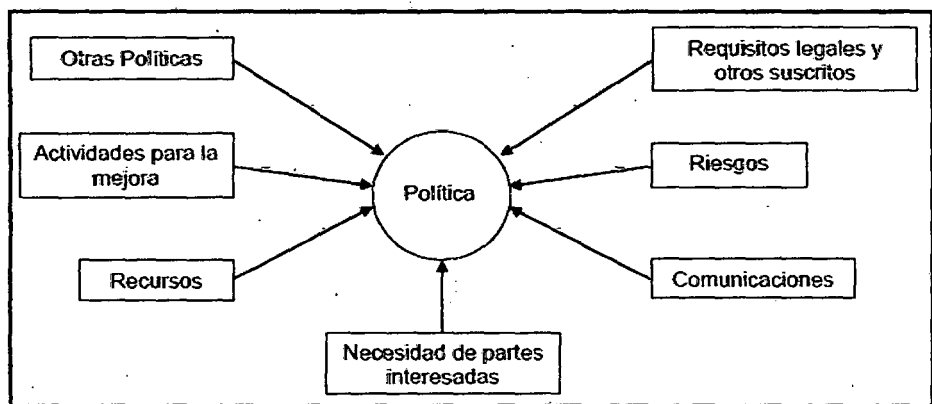 Otras Políticas
Requisitos legales y
otros suscritos
Actividades para la
mejora
Política
Riesgos
Recursos
Comunicaciones
Necesidad de partes
interesadas